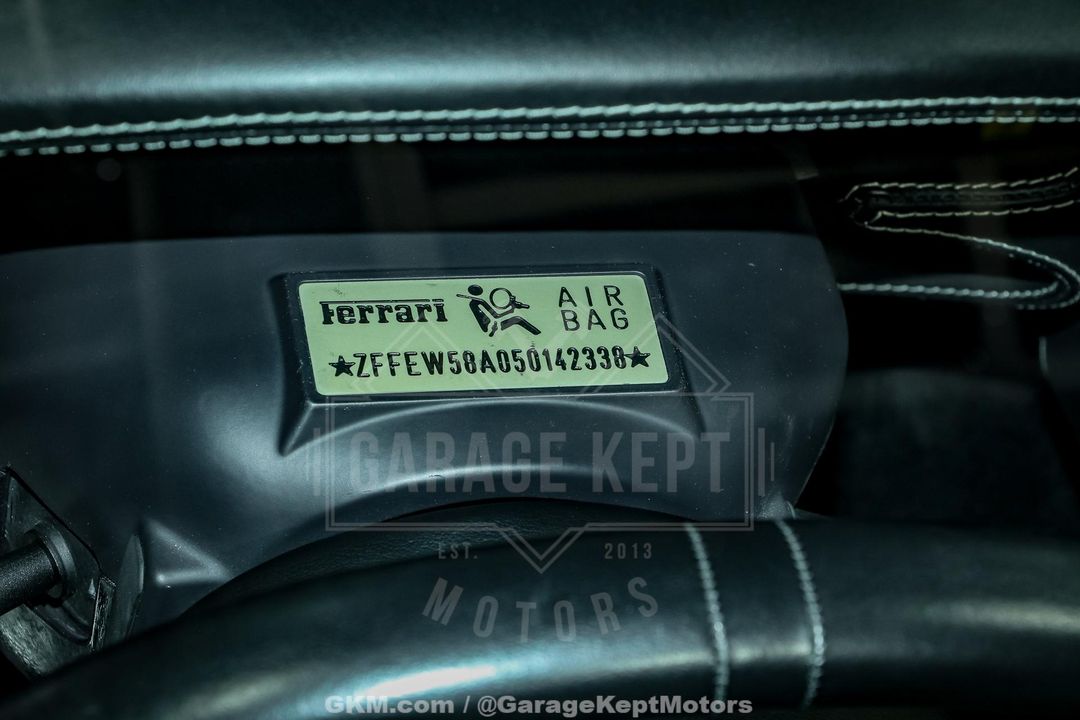 Ferrari
AIR
BAG
★ZFFEW58A050142338★
GARAGE KEPT
EST. 2013
MOTORS
GKM.com / @GarageKeptMotors